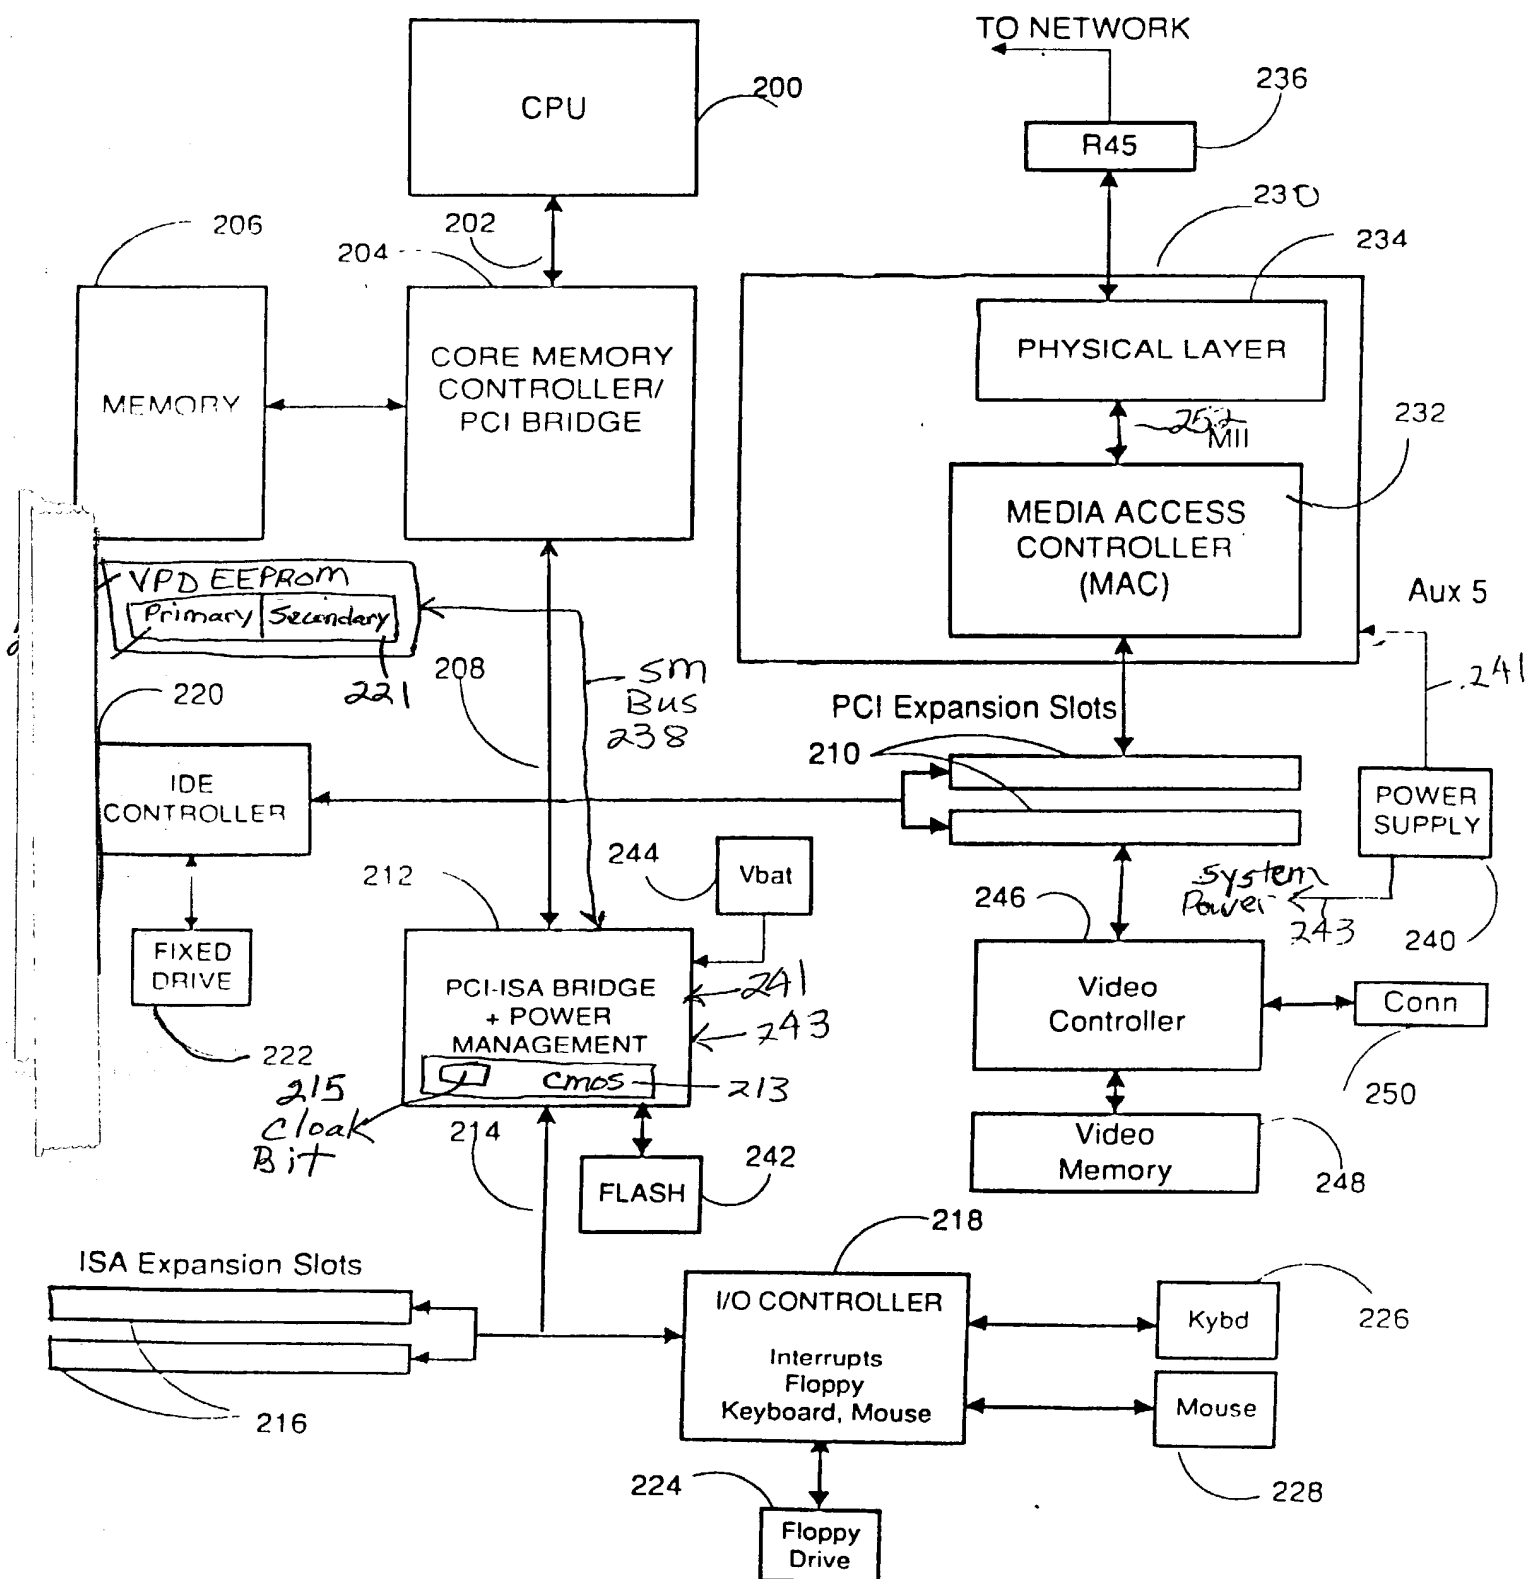 TO NETWORK
CPU
200
236
R45
230
206
202
204
234
MEMORY
CORE MEMORY
CONTROLLER/
PCI BRIDGE
PHYSICAL LAYER
252
MII
232
MEDIA ACCESS
CONTROLLER
(MAC)
Aux 5
241
VPD EEPROM
Primary
Secondary
221
220
208
SM
Bus
238
PCI Expansion Slots
210
IDE
CONTROLLER
POWER
SUPPLY
212
244
Vbat
246
System
Power
243
240
FIXED
DRIVE
222
PCI-ISA BRIDGE
+ POWER
MANAGEMENT
241
243
cmos
213
215
Cloak
Bit
214
Video
Controller
Conn
250
FLASH
242
Video
Memory
248
ISA Expansion Slots
216
218
I/O CONTROLLER
Interrupts
Floppy
Keyboard, Mouse
Kybd
226
Mouse
228
224
Floppy
Drive